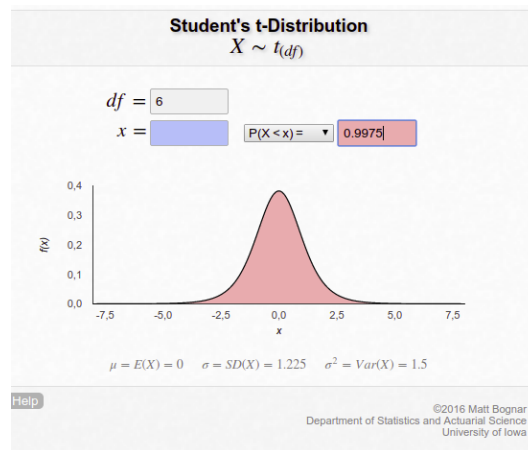 Student's t-Distribution
X ~ t(df)
df = 6
x =
P(X < x) = ▼ 0.9975
0,4
0,3
0,2
0,1
0,0
f(x)
-7,5 -5,0 -2,5 0,0 2,5 5,0 7,5
x
μ = E(X) = 0 σ = SD(X) = 1.225 σ² = Var(X) = 1.5
Help
©2016 Matt Bognar
Department of Statistics and Actuarial Science
University of Iowa